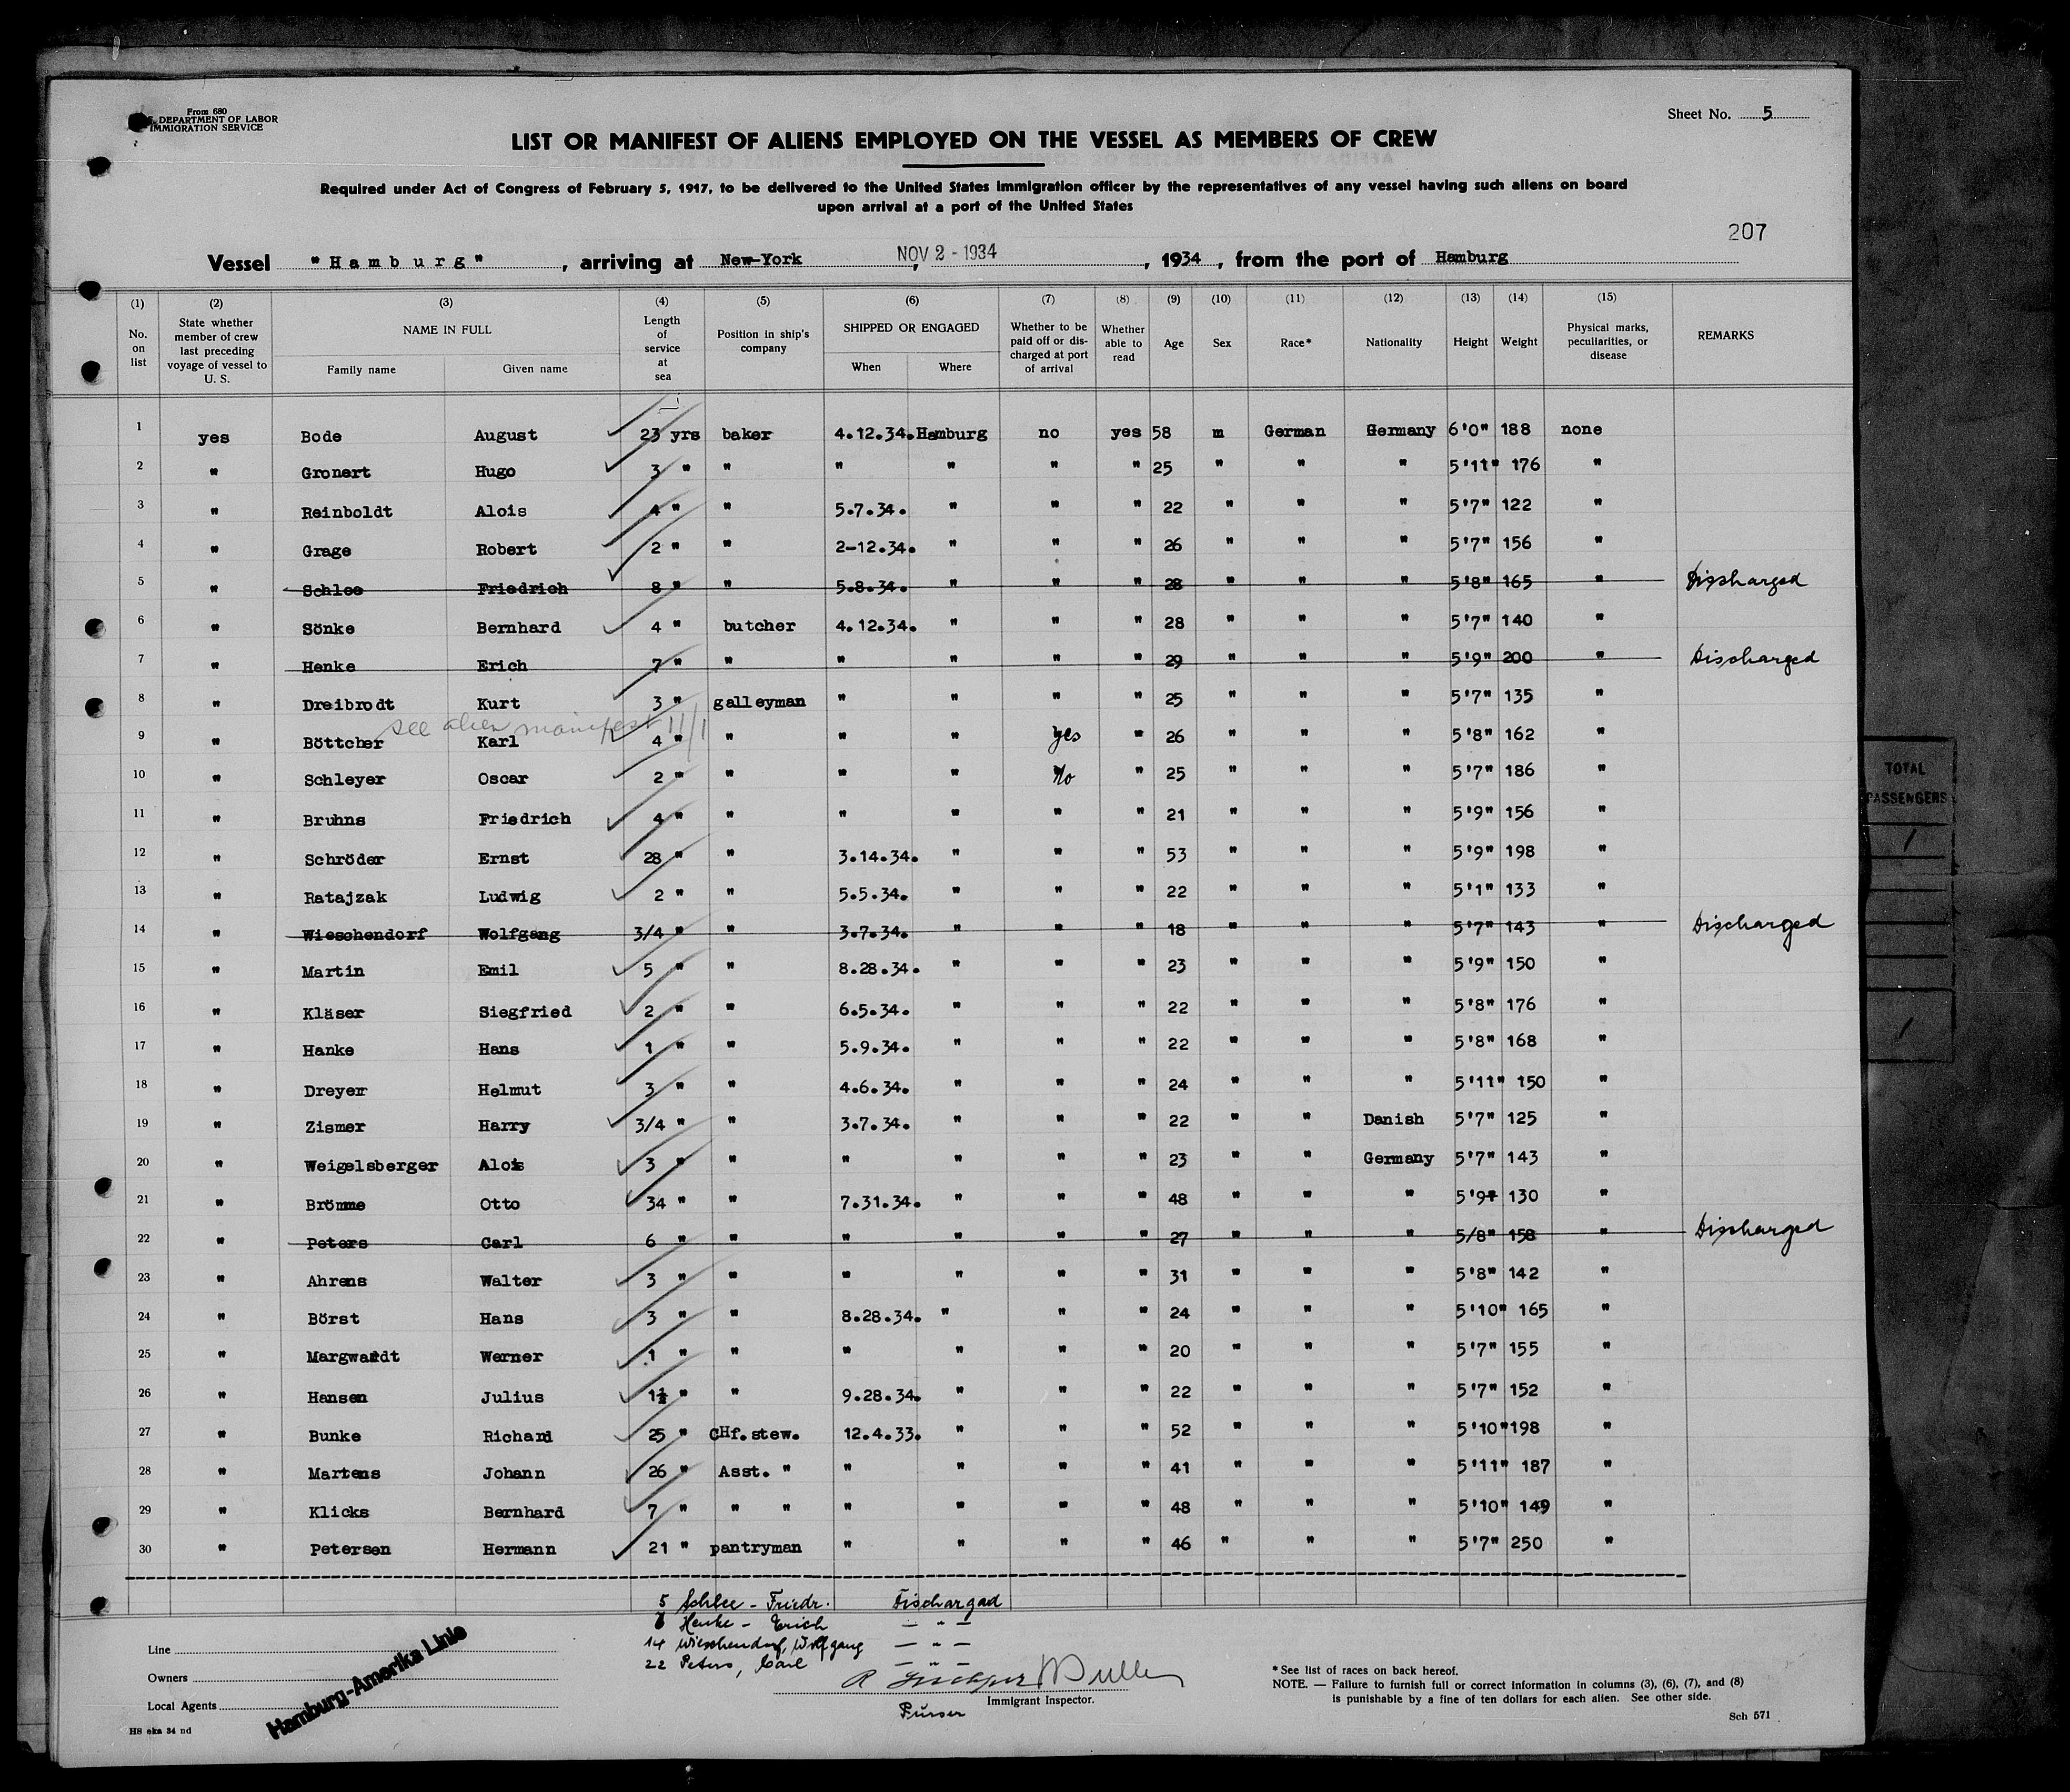 From 680
DEPARTMENT OF LABOR
IMMIGRATION SERVICE
Sheet No. 5
LIST OR MANIFEST OF ALIENS EMPLOYED ON THE VESSEL AS MEMBERS OF CREW
Required under Act of Congress of February 5, 1917, to be delivered to the United States immigration officer by the representatives of any vessel having such aliens on board
upon arrival at a port of the United States
207
Vessel "Hamburg", arriving at New-York NOV 2 - 1934, 1934, from the port of Hamburg
(1) (2) (3) (4) (5) (6) (7) (8) (9) (10) (11) (12) (13) (14) (15)
No. on list
State whether member of crew last preceding voyage of vessel to U. S.
NAME IN FULL
Family name Given name
Length of service at sea
Position in ship's company
SHIPPED OR ENGAGED
When Where
Whether to be paid off or discharged at port of arrival
Whether able to read
Age Sex Race* Nationality Height Weight
Physical marks, peculiarities, or disease
REMARKS
1 yes Bode August 23 yrs baker 4.12.34. Hamburg no yes 58 m German Germany 6'0" 188 none
2 " Gronert Hugo 3 " " " " " " 25 " " " 5'11" 176 "
3 " Reinboldt Alois 4 " " 5.7.34. " " " 22 " " " 5'7" 122 "
4 " Grage Robert 2 " " 2-12.34. " " " 26 " " " 5'7" 156 "
5 " Schlee Friedrich 8 " " 5.8.34. " " " 28 " " " 5'8" 165 " Discharged
6 " Sönke Bernhard 4 " butcher 4.12.34. " " " 28 " " " 5'7" 140 "
7 " Henke Erich 7 " " " " " " 29 " " " 5'9" 200 " Discharged
8 " Dreibrodt Kurt 3 " galleyman " " " " 25 " " " 5'7" 135 "
see alien manifest 11/1
9 " Böttcher Karl 4 " " " " yes " 26 " " " 5'8" 162 "
10 " Schleyer Oscar 2 " " " " No " 25 " " " 5'7" 186 "
11 " Bruhns Friedrich 4 " " " " " " 21 " " " 5'9" 156 "
12 " Schröder Ernst 28 " " 3.14.34. " " " 53 " " " 5'9" 198 "
13 " Ratajzak Ludwig 2 " " 5.5.34. " " " 22 " " " 5'1" 133 "
14 " Wieschendorf Wolfgang 3/4 " " 3.7.34. " " " 18 " " " 5'7" 143 " Discharged
15 " Martin Emil 5 " " 8.28.34. " " " 23 " " " 5'9" 150 "
16 " Kläser Siegfried 2 " " 6.5.34. " " " 22 " " " 5'8" 176 "
17 " Hanke Hans 1 " " 5.9.34. " " " 22 " " " 5'8" 168 "
18 " Dreyer Helmut 3 " " 4.6.34. " " " 24 " " " 5'11" 150 "
19 " Zismer Harry 3/4 " " 3.7.34. " " " 22 " " Danish 5'7" 125 "
20 " Weigelsberger Alois 3 " " " " " " 23 " " Germany 5'7" 143 "
21 " Brömme Otto 34 " " 7.31.34. " " " 48 " " " 5'9" 130 "
22 " Peters Carl 6 " " " " " " 27 " " " 5/8" 158 " Discharged
23 " Ahrens Walter 3 " " " " " " 31 " " " 5'8" 142 "
24 " Börst Hans 3 " " 8.28.34. " " " 24 " " " 5'10" 165 "
25 " Margwardt Werner 1 " " " " " " 20 " " " 5'7" 155 "
26 " Hansen Julius 1½ " " 9.28.34. " " " 22 " " " 5'7" 152 "
27 " Bunke Richard 25 " CHf.stew. 12.4.33. " " " 52 " " " 5'10" 198 "
28 " Martens Johann 26 " Asst. " " " " " 41 " " " 5'11" 187 "
29 " Klicks Bernhard 7 " " " " " " " 48 " " " 5'10" 149 "
30 " Petersen Hermann 21 " pantryman " " " " 46 " " " 5'7" 250 "
5 Schlee - Friedr. Discharged
7 Henke - Erich — " —
14 Wieschendorf, Wolfgang — " —
22 Peters, Carl — " —
Line
Owners
Local Agents
Hamburg-Amerika Linie
HS eka 34 nd
Immigrant Inspector.
Purser
*See list of races on back hereof.
NOTE. — Failure to furnish full or correct information in columns (3), (6), (7), and (8)
is punishable by a fine of ten dollars for each alien. See other side.
Sch 571
TOTAL
PASSENGERS
1
1